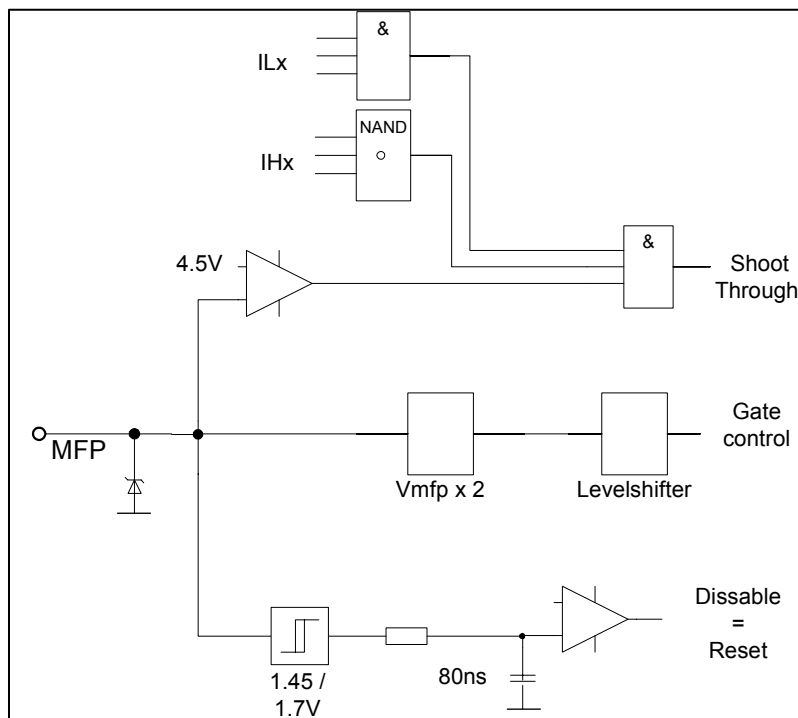 &
ILx
NAND
IHx
&
4.5V
Shoot
Through
Gate
control
MFP
Vmfp x 2
Levelshifter
Dissable
=
Reset
80ns
1.45 /
1.7V